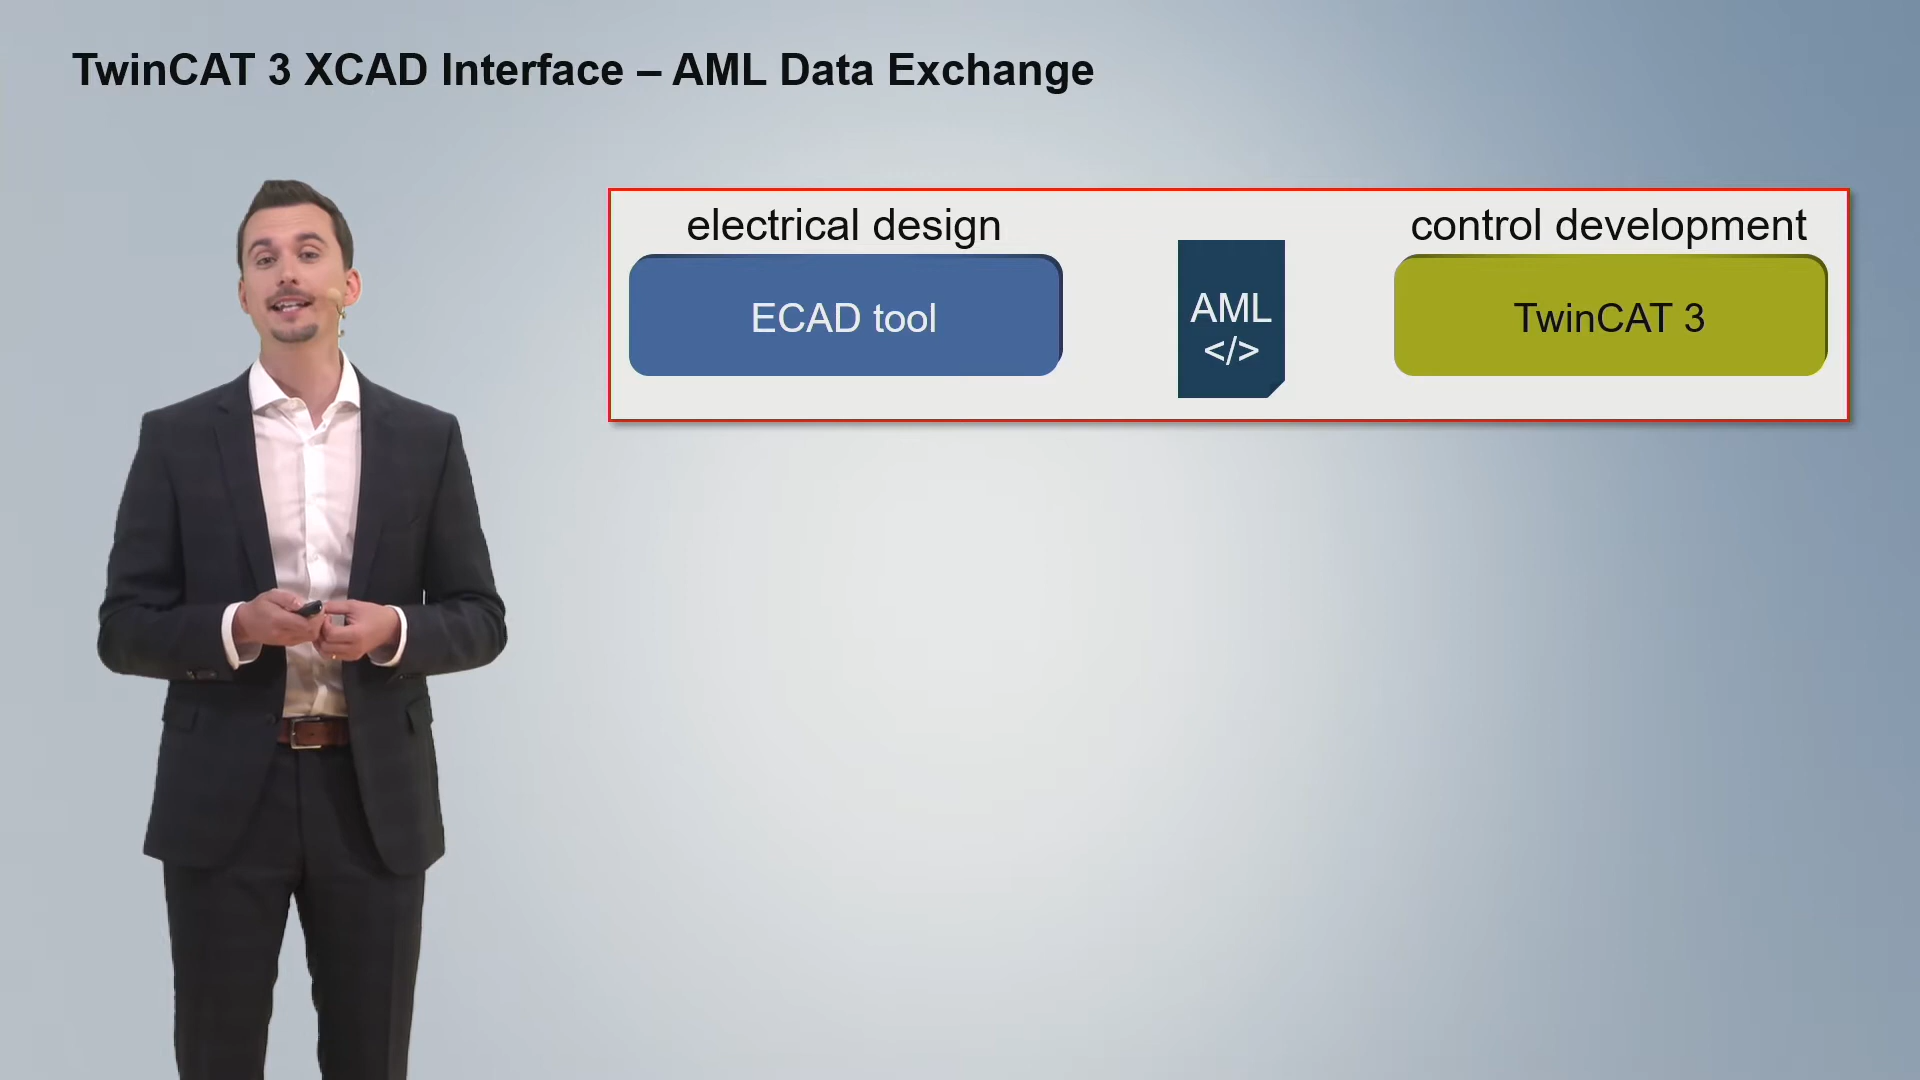 TwinCAT 3 XCAD Interface – AML Data Exchange
electrical design
control development
ECAD tool
AML
</>
TwinCAT 3